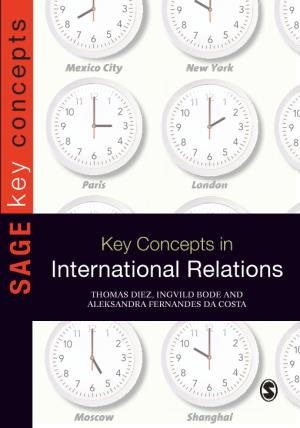 SAGE key concepts
Mexico City
New York
Paris
London
Key Concepts in
International Relations
THOMAS DIEZ, INGVILD BODE AND
ALEKSANDRA FERNANDES DA COSTA
Moscow
Shanghai
S